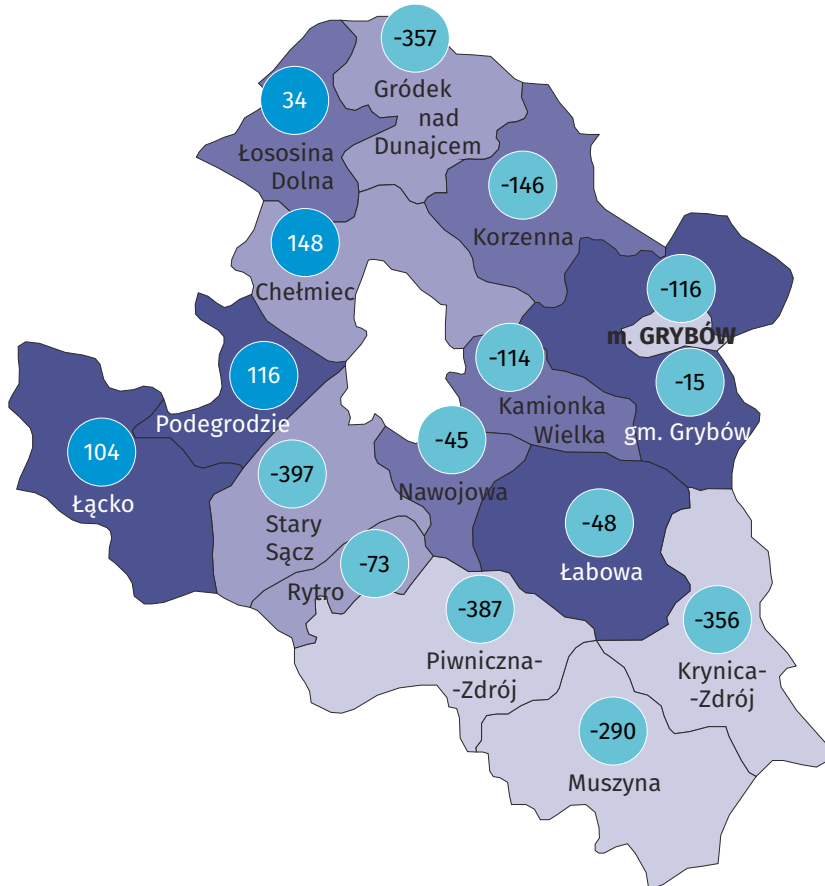 -357
Gródek
nad
Dunajcem
34
Łososina
Dolna
-146
Korzenna
148
Chełmiec
-116
m. GRYBÓW
-15
gm. Grybów
-114
Kamionka
Wielka
116
Podegrodzie
104
Łącko
-45
Nawojowa
-397
Stary
Sącz
-48
Łabowa
-73
Rytro
-387
Piwniczna-
-Zdrój
-356
Krynica-
-Zdrój
-290
Muszyna